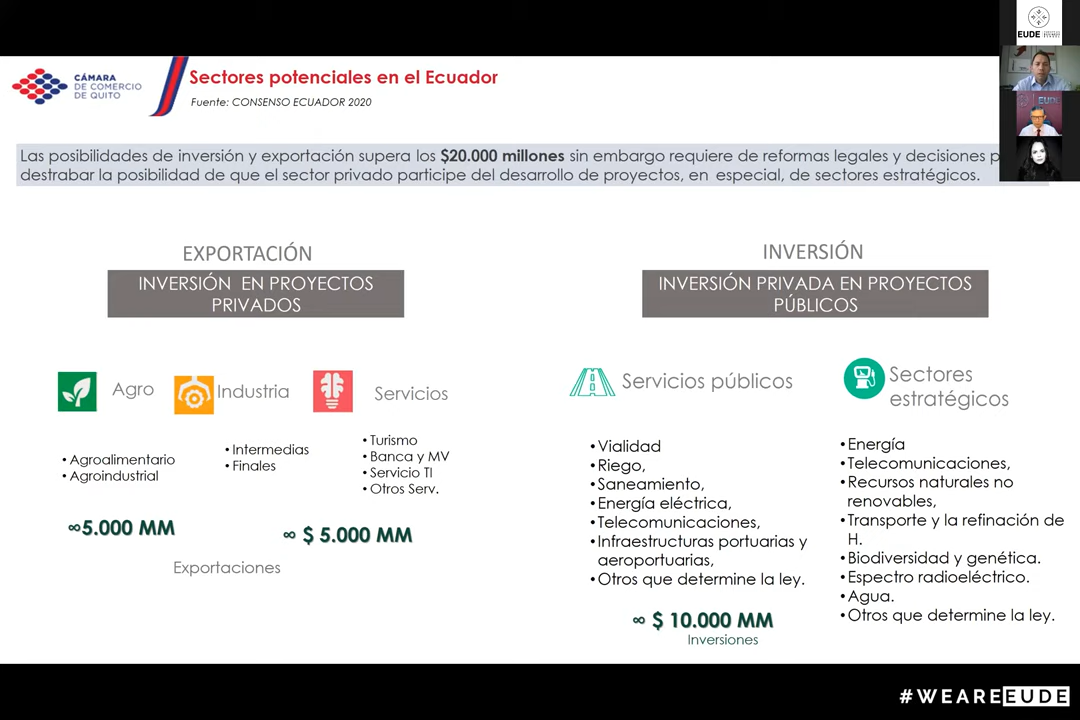 EUDE
CÁMARA
DE COMERCIO
DE QUITO
Sectores potenciales en el Ecuador
Fuente: CONSENSO ECUADOR 2020
Las posibilidades de inversión y exportación supera los $20.000 millones sin embargo requiere de reformas legales y decisiones p
destrabar la posibilidad de que el sector privado participe del desarrollo de proyectos, en especial, de sectores estratégicos.
EXPORTACIÓN
INVERSIÓN EN PROYECTOS
PRIVADOS
Agro
Industria
Servicios
• Agroalimentario
• Agroindustrial
• Intermedias
• Finales
• Turismo
• Banca y MV
• Servicio TI
• Otros Serv.
∞5.000 MM
∞ $ 5.000 MM
Exportaciones
INVERSIÓN
INVERSIÓN PRIVADA EN PROYECTOS
PÚBLICOS
Servicios públicos
Sectores
estratégicos
• Vialidad
• Riego,
• Saneamiento,
• Energía eléctrica,
• Telecomunicaciones,
• Infraestructuras portuarias y
aeroportuarias,
• Otros que determine la ley.
∞ $ 10.000 MM
Inversiones
• Energía
• Telecomunicaciones,
• Recursos naturales no
renovables,
• Transporte y la refinación de
H.
• Biodiversidad y genética.
• Espectro radioeléctrico.
• Agua.
• Otros que determine la ley.
#WEAREEUDE